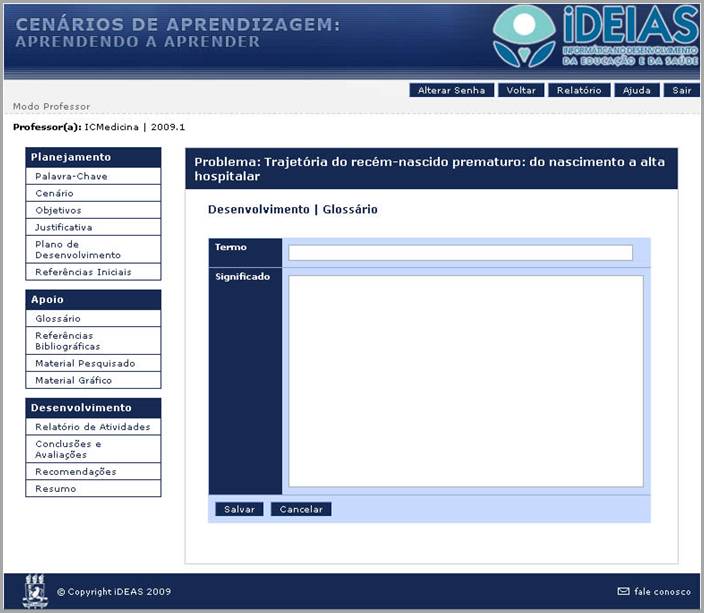 CENÁRIOS DE APRENDIZAGEM:
APRENDENDO A APRENDER
iDEIAS
INFORMÁTICA NO DESENVOLVIMENTO
DA EDUCAÇÃO E DA SAÚDE
Alterar Senha
Voltar
Relatório
Ajuda
Sair
Modo Professor
Professor(a): ICMedicina | 2009.1
Planejamento
Palavra-Chave
Cenário
Objetivos
Justificativa
Plano de
Desenvolvimento
Referências Iniciais
Apoio
Glossário
Referências
Bibliográficas
Material Pesquisado
Material Gráfico
Desenvolvimento
Relatório de Atividades
Conclusões e
Avaliações
Recomendações
Resumo
Problema: Trajetória do recém-nascido prematuro: do nascimento a alta
hospitalar
Desenvolvimento | Glossário
Termo
Significado
Salvar
Cancelar
© Copyright iDEAS 2009
fale conosco